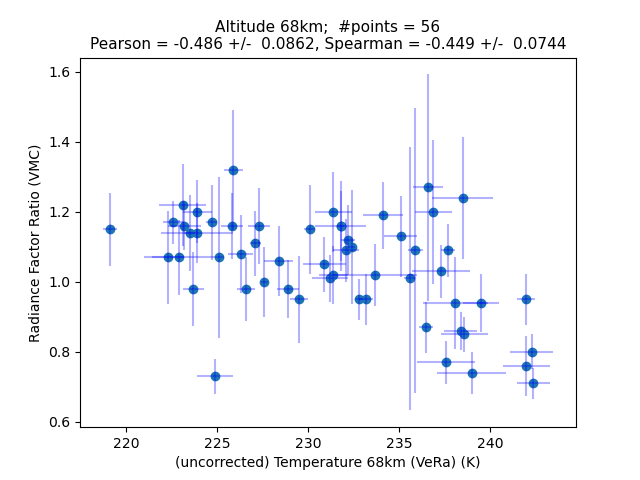 Altitude 68km;  #points = 56
Pearson = -0.486 +/-  0.0862, Spearman = -0.449 +/-  0.0744
1.6
1.4
1.2
1.0
0.8
0.6
Radiance Factor Ratio (VMC)
220
225
230
235
240
(uncorrected) Temperature 68km (VeRa) (K)